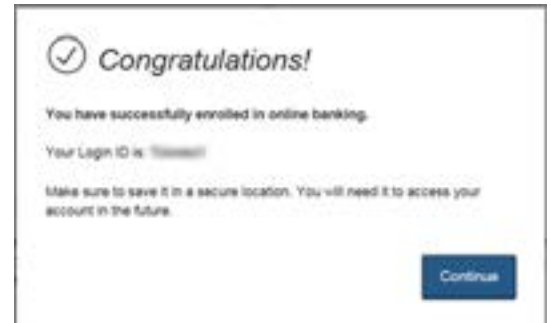 Congratulations!
You have successfully enrolled in online banking.
Your Login ID is:
Make sure to save it in a secure location. You will need it to access your
account in the future.
Continue